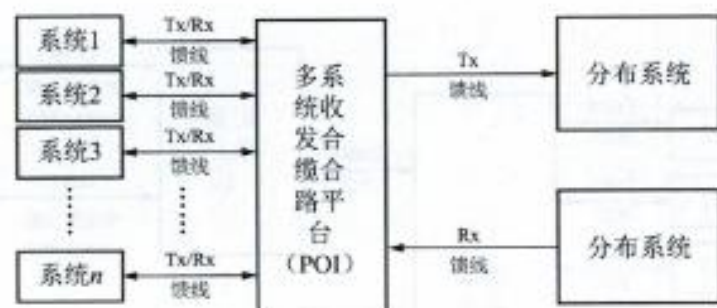 系统1
Tx/Rx
馈线
系统2
Tx/Rx
馈线
系统3
Tx/Rx
馈线
系统n
Tx/Rx
馈线
多系
统收
发合
缆合
路平
台
（POI）
Tx
馈线
分布系统
Rx
馈线
分布系统